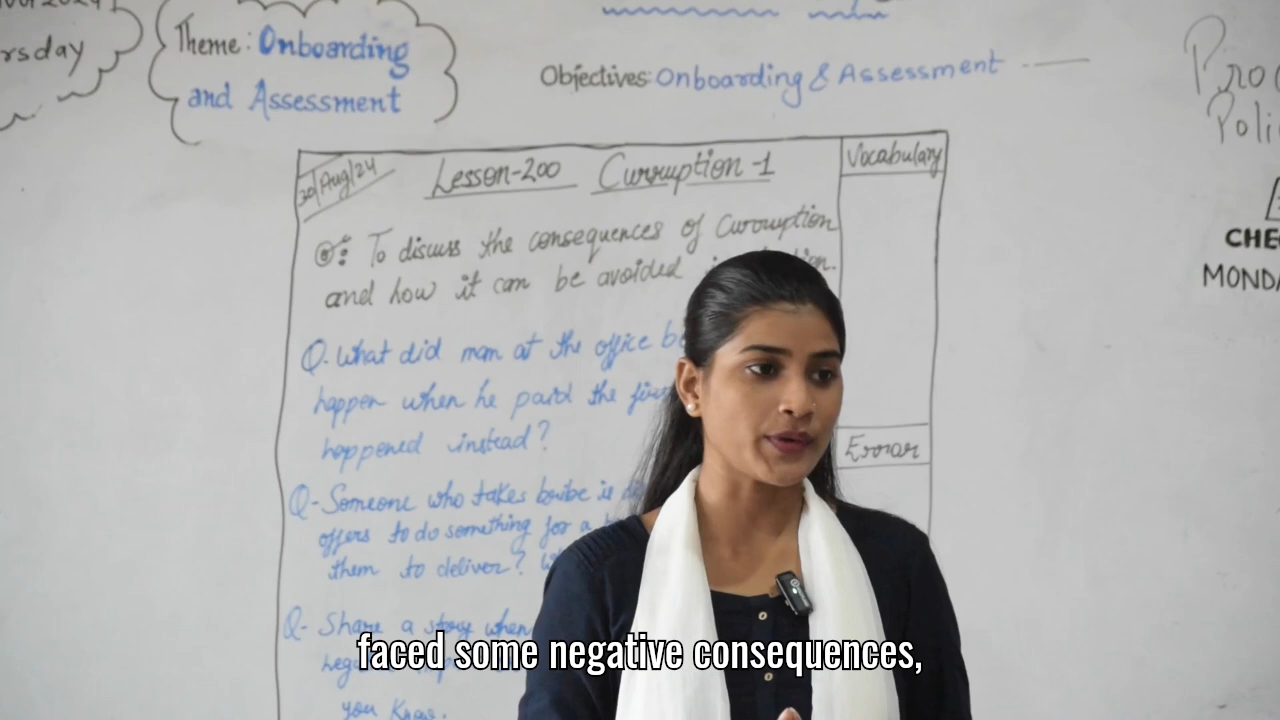 rsday
Theme: Onboarding
and Assessment
Objectives: Onboarding & Assessment
30/Aug/24
Lesson-200 Curruption -1
Vocabulary
To discuss the consequences of Curruption
and how it can be avoided
Q. What did man at the office
happen when he paid the
happened instead?
Q- Someone who takes bribe is
offers to do something for a
them to deliver?
Q- Share a story when
you know.
Error
CHE
MONDA
faced some negative consequences,